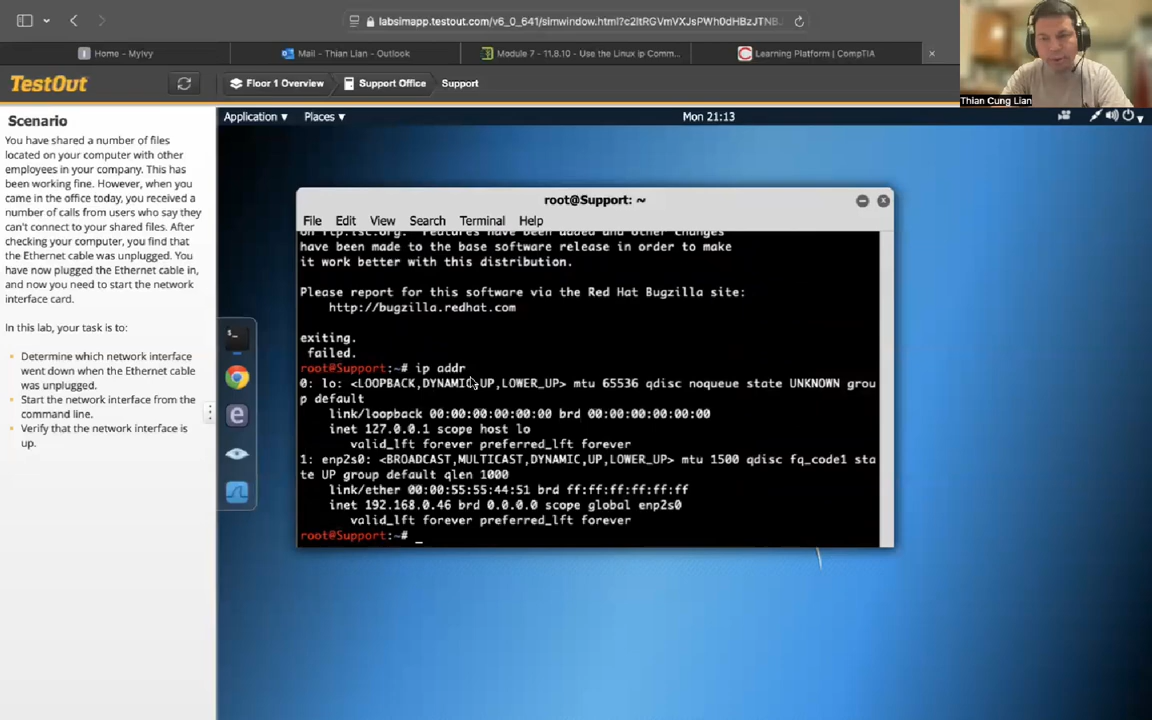 labsimapp.testout.com/v6_0_641/simwindow.html?c2ltRGVmVXJsPWh0dHBzJTNB...
Home - MyIvy
Mail - Thian Lian - Outlook
Module 7 - 11.8.10 - Use the Linux ip Comm...
Learning Platform | CompTIA
Thian Cung Lian
TestOut
Floor 1 Overview
Support Office
Support
Scenario
You have shared a number of files
located on your computer with other
employees in your company. This has
been working fine. However, when you
came in the office today, you received a
number of calls from users who say they
can't connect to your shared files. After
checking your computer, you find that
the Ethernet cable was unplugged. You
have now plugged the Ethernet cable in,
and now you need to start the network
interface card.
In this lab, your task is to:
Determine which network interface
went down when the Ethernet cable
was unplugged.
Start the network interface from the
command line.
Verify that the network interface is
up.
Application
Places
Mon 21:13
root@Support: ~
File Edit View Search Terminal Help
on ftp.isc.org. Features have been added and other changes
have been made to the base software release in order to make
it work better with this distribution.
Please report for this software via the Red Hat Bugzilla site:
http://bugzilla.redhat.com
exiting.
failed.
root@Support:~# ip addr
0: lo: <LOOPBACK,DYNAMIC,UP,LOWER_UP> mtu 65536 qdisc noqueue state UNKNOWN grou
p default
link/loopback 00:00:00:00:00:00 brd 00:00:00:00:00:00
inet 127.0.0.1 scope host lo
valid_lft forever preferred_lft forever
1: enp2s0: <BROADCAST,MULTICAST,DYNAMIC,UP,LOWER_UP> mtu 1500 qdisc fq_code1 sta
te UP group default qlen 1000
link/ether 00:00:55:55:44:51 brd ff:ff:ff:ff:ff:ff
inet 192.168.0.46 brd 0.0.0.0 scope global enp2s0
valid_lft forever preferred_lft forever
root@Support:~# _